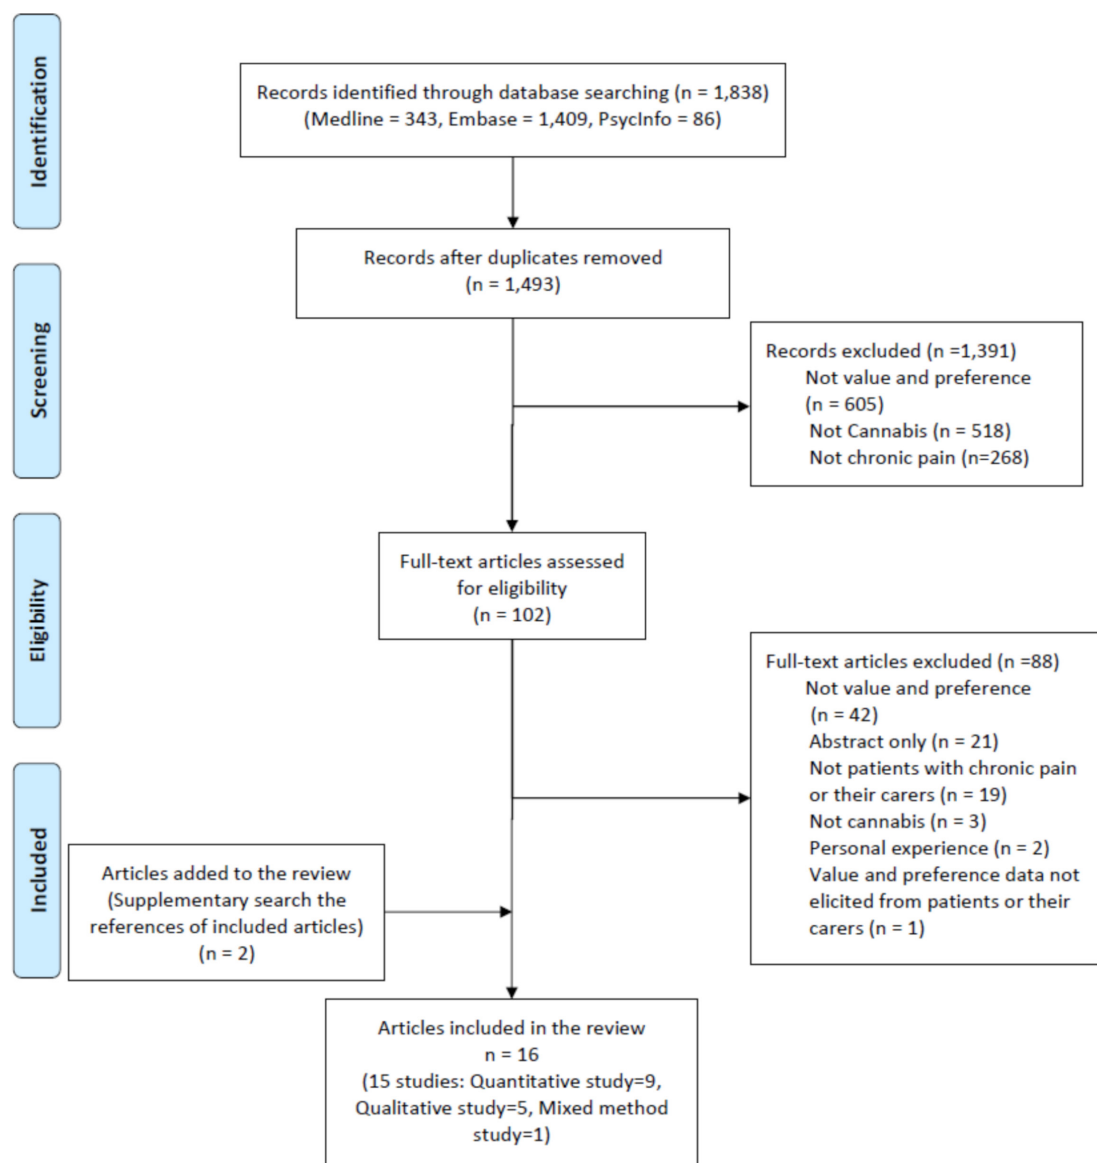 Identification
Records identified through database searching (n = 1,838)
(Medline = 343, Embase = 1,409, PsycInfo = 86)
Records after duplicates removed
(n = 1,493)
Screening
Records excluded (n =1,391)
Not value and preference
(n = 605)
Not Cannabis (n = 518)
Not chronic pain (n=268)
Eligibility
Full-text articles assessed
for eligibility
(n = 102)
Full-text articles excluded (n =88)
Not value and preference
(n = 42)
Abstract only (n = 21)
Not patients with chronic pain
or their carers (n = 19)
Not cannabis (n = 3)
Personal experience (n = 2)
Value and preference data not
elicited from patients or their
carers (n = 1)
Included
Articles added to the review
(Supplementary search the
references of included articles)
(n = 2)
Articles included in the review
n = 16
(15 studies: Quantitative study=9,
Qualitative study=5, Mixed method
study=1)